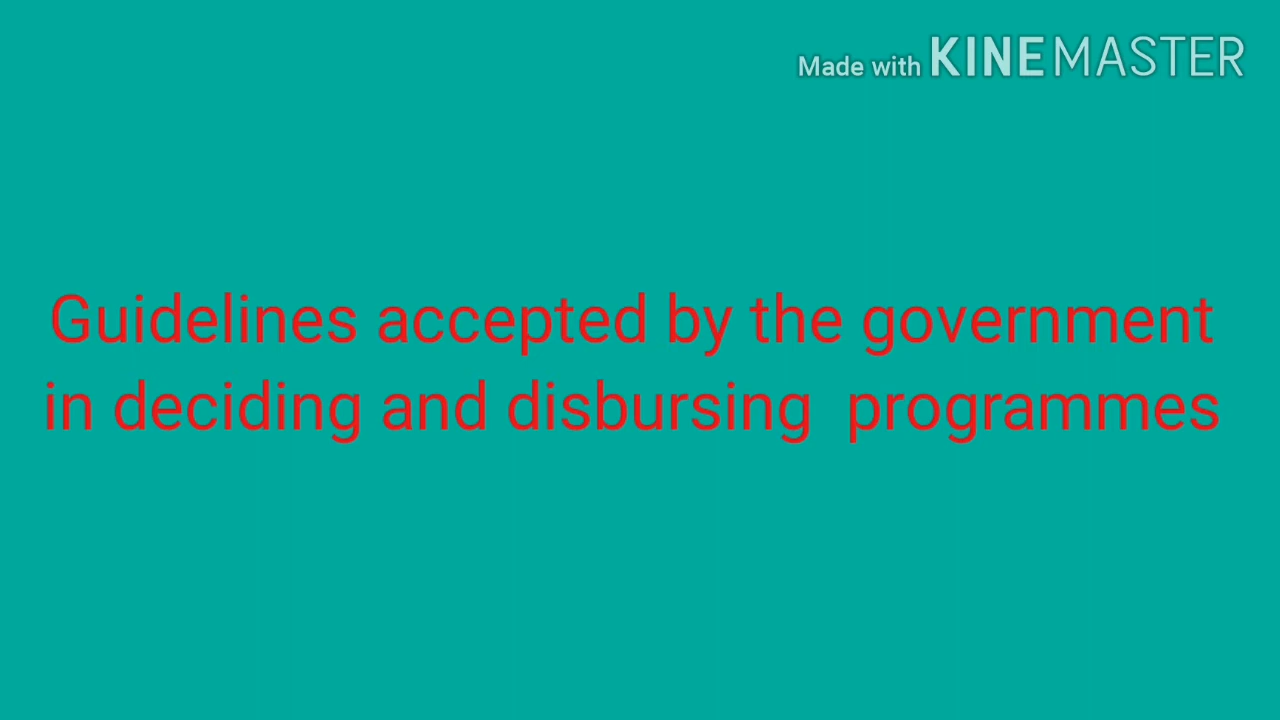 Made with KINEMASTER
Guidelines accepted by the government
in deciding and disbursing  programmes